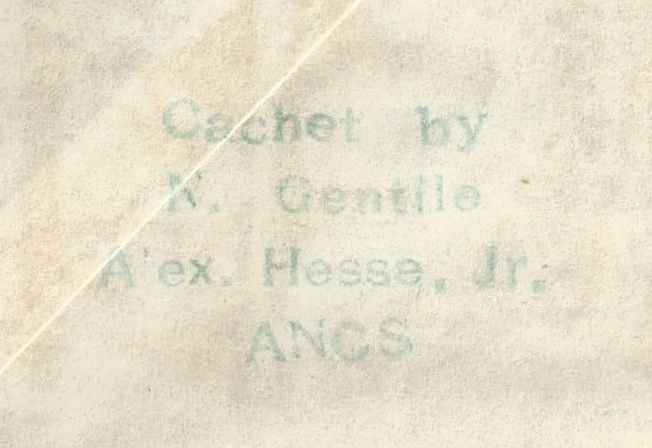 Cachet by
N. Gentile
A'ex. Hesse, Jr.
ANCS